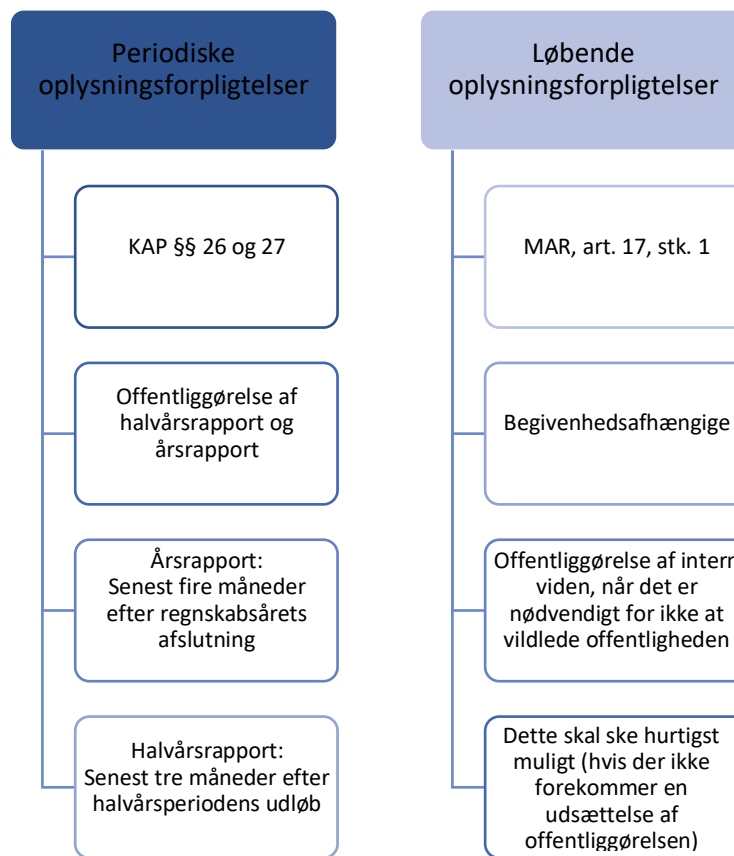 Periodiske
oplysningsforpligtelser
KAP §§ 26 og 27
Offentliggørelse af
halvårsrapport og
årsrapport
Årsrapport:
Senest fire måneder
efter regnskabsårets
afslutning
Halvårsrapport:
Senest tre måneder efter
halvårsperiodens udløb
Løbende
oplysningsforpligtelser
MAR, art. 17, stk. 1
Begivenhedsafhængige
Offentliggørelse af intern
viden, når det er
nødvendigt for ikke at
vildlede offentligheden
Dette skal ske hurtigst
muligt (hvis der ikke
forekommer en
udsættelse af
offentliggørelsen)